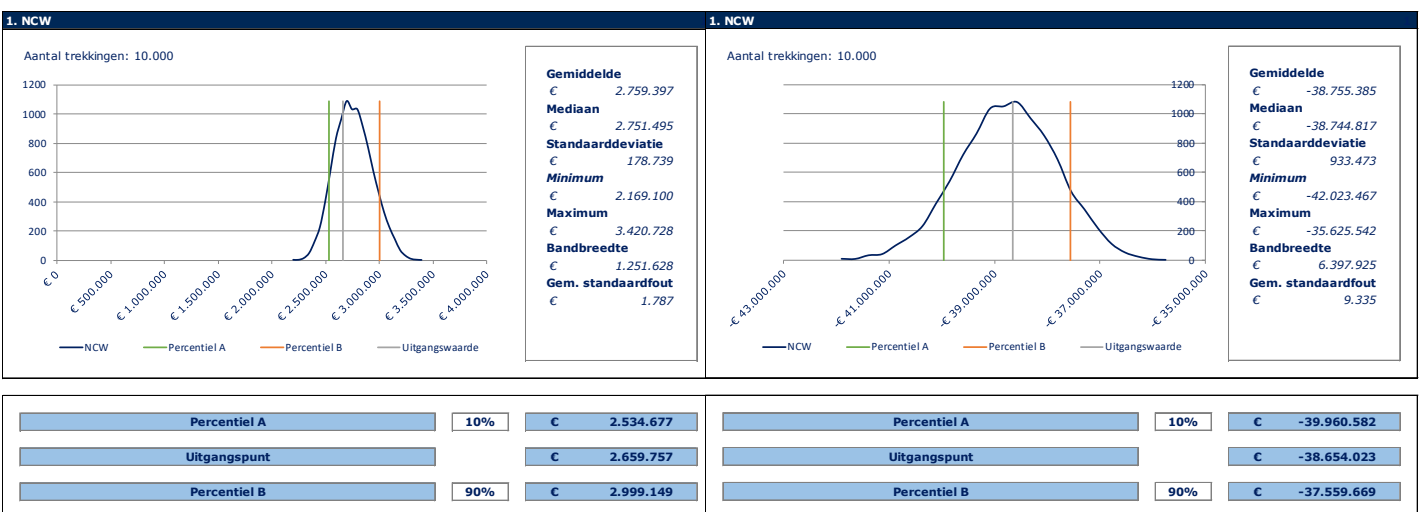 1. NCW
Aantal trekkingen: 10.000
1200
1000
800
600
400
200
0
€ 0
€ 500.000
€ 1.000.000
€ 1.500.000
€ 2.000.000
€ 2.500.000
€ 3.000.000
€ 3.500.000
€ 4.000.000
NCW Percentiel A Percentiel B Uitgangswaarde
Gemiddelde
€ 2.759.397
Mediaan
€ 2.751.495
Standaarddeviatie
€ 178.739
Minimum
€ 2.169.100
Maximum
€ 3.420.728
Bandbreedte
€ 1.251.628
Gem. standaardfout
€ 1.787
Percentiel A 10% € 2.534.677
Uitgangspunt € 2.659.757
Percentiel B 90% € 2.999.149
1. NCW
Aantal trekkingen: 10.000
1200
1000
800
600
400
200
0
-€ 43.000.000
-€ 41.000.000
-€ 39.000.000
-€ 37.000.000
-€ 35.000.000
NCW Percentiel A Percentiel B Uitgangswaarde
Gemiddelde
€ -38.755.385
Mediaan
€ -38.744.817
Standaarddeviatie
€ 933.473
Minimum
€ -42.023.467
Maximum
€ -35.625.542
Bandbreedte
€ 6.397.925
Gem. standaardfout
€ 9.335
Percentiel A 10% € -39.960.582
Uitgangspunt € -38.654.023
Percentiel B 90% € -37.559.669